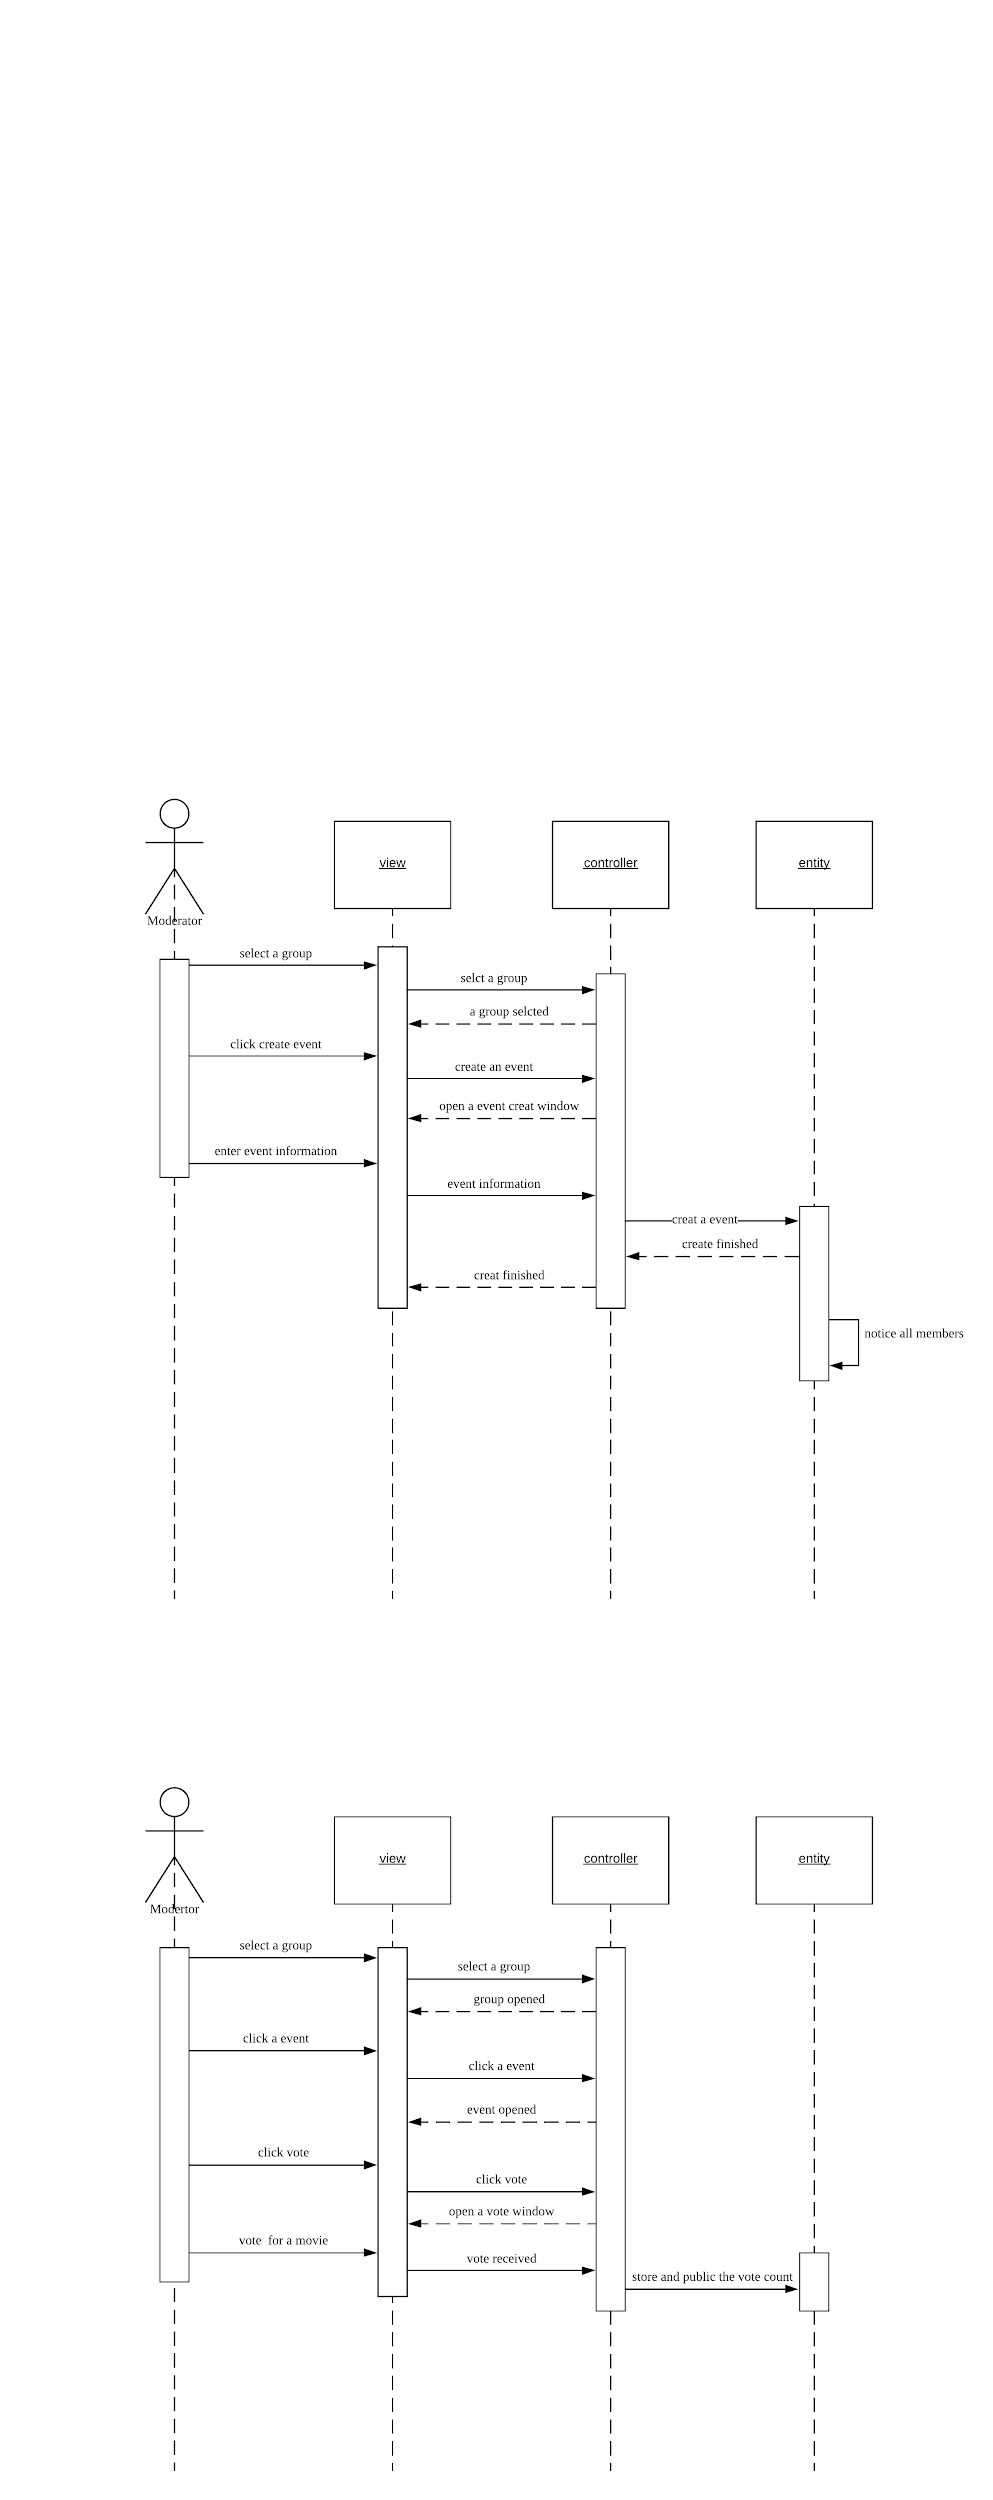 view
controller
entity
Moderator
select a group
selct a group
a group selcted
click create event
create an event
open a event creat window
enter event information
event information
creat a event
create finished
creat finished
notice all members
view
controller
entity
Modertor
select a group
select a group
group opened
click a event
click a event
event opened
click vote
click vote
open a vote window
vote  for a movie
vote received
store and public the vote count